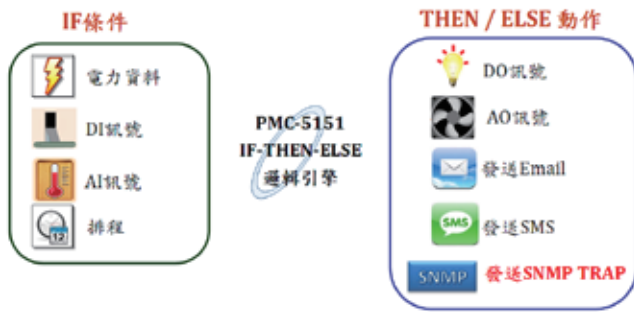 IF條件
電力資料
DI訊號
AI訊號
12
排程
PMC-5151
IF-THEN-ELSE
邏輯引擎
THEN / ELSE 動作
DO訊號
AO訊號
發送Email
SMS
發送SMS
SNMP
發送SNMP TRAP